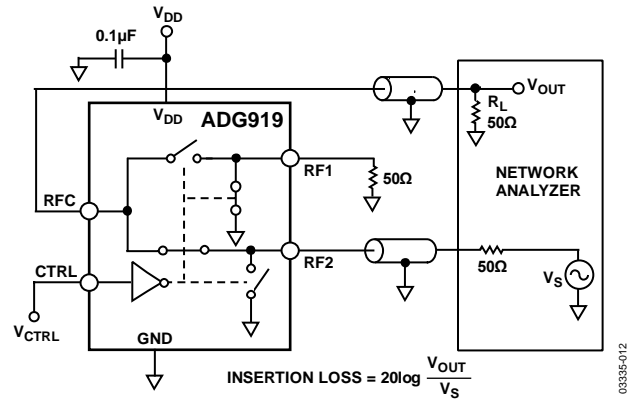 VDD
0.1µF
VDD
ADG919
VOUT
RL
50Ω
NETWORK
ANALYZER
RF1
50Ω
RFC
RF2
50Ω
VS
CTRL
VCTRL
GND
INSERTION LOSS = 20log VOUT
VS
03335-012